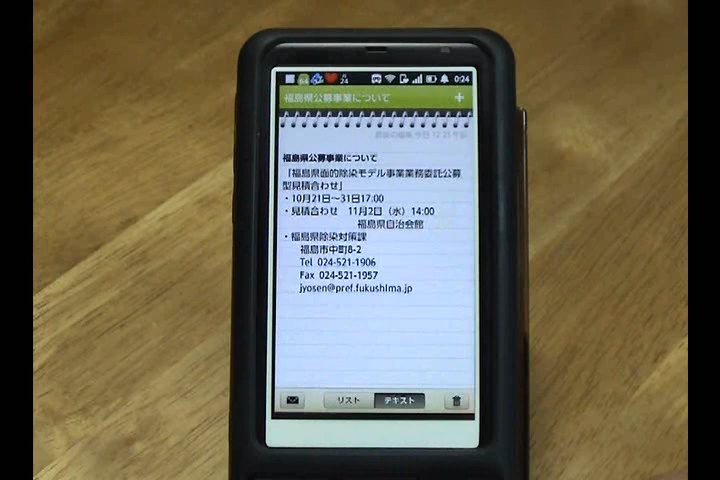 0:24
福島県公募事業について
福島県公募事業について
「福島県面的除染モデル事業業務委託公募
型見積合わせ」
・10月21日～31日17:00
・見積合わせ 11月2日（水）14:00
福島県自治会館
・福島県除染対策課
福島市中町8-2
Tel 024-521-1906
Fax 024-521-1957
jyosen@pref.fukushima.jp
リスト テキスト